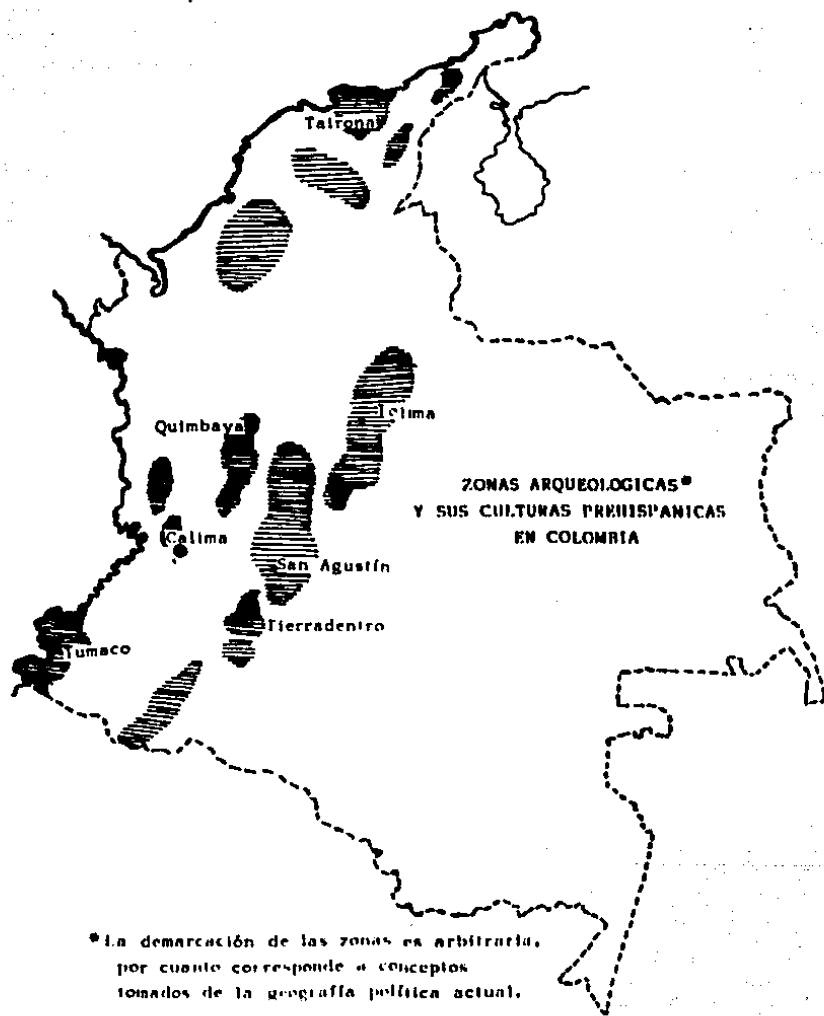 Tairona
Quimbaya
Tolima
ZONAS ARQUEOLOGICAS*
Y SUS CULTURAS PREHISPANICAS
EN COLOMBIA
Calima
San Agustín
Tierradentro
Tumaco
*La demarcación de las zonas es arbitraria,
por cuanto corresponde a conceptos
tomados de la geografía política actual.